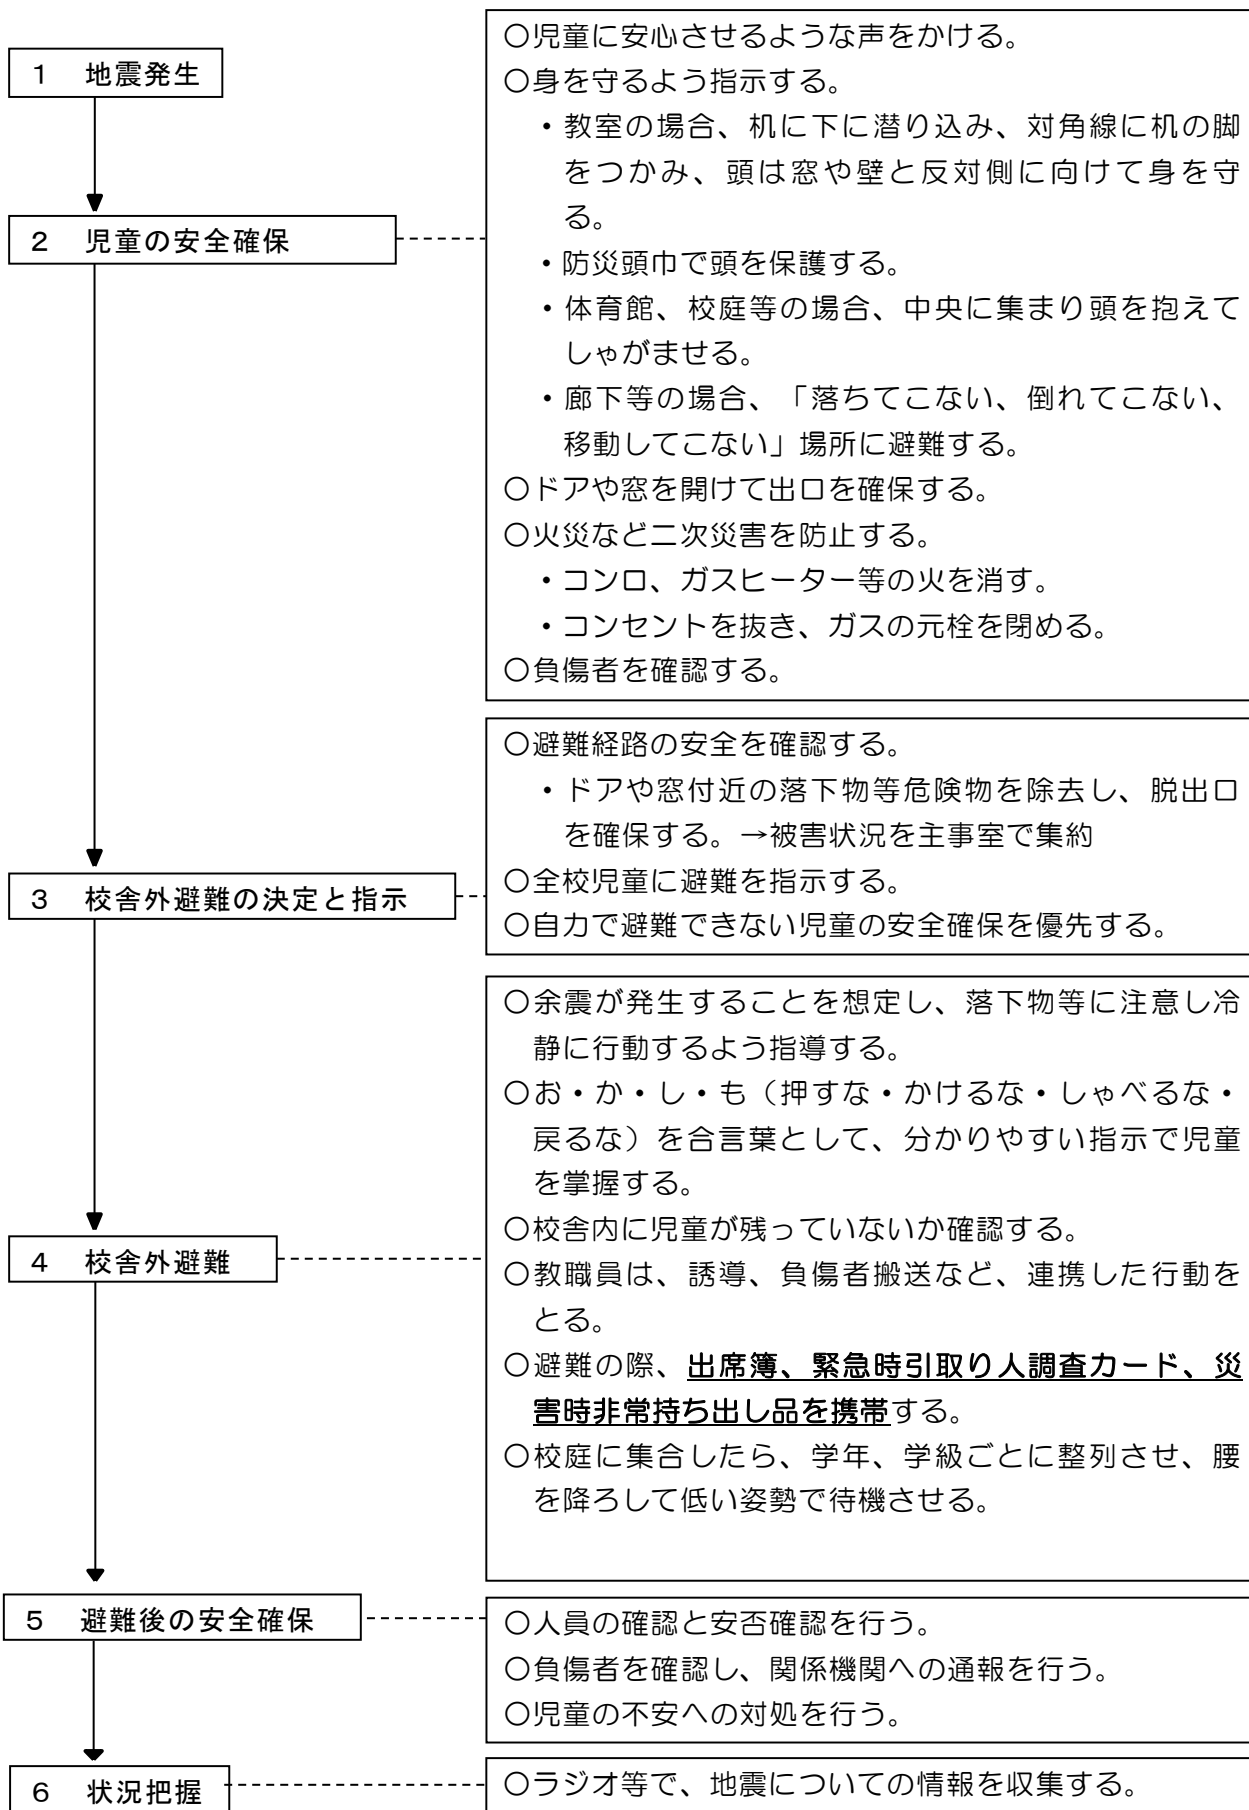 １　地震発生
〇児童に安心させるような声をかける。
〇身を守るよう指示する。
・教室の場合、机に下に潜り込み、対角線に机の脚
をつかみ、頭は窓や壁と反対側に向けて身を守
る。
２　児童の安全確保
・防災頭巾で頭を保護する。
・体育館、校庭等の場合、中央に集まり頭を抱えて
しゃがませる。
・廊下等の場合、「落ちてこない、倒れてこない、
移動してこない」場所に避難する。
〇ドアや窓を開けて出口を確保する。
〇火災など二次災害を防止する。
・コンロ、ガスヒーター等の火を消す。
・コンセントを抜き、ガスの元栓を閉める。
〇負傷者を確認する。
３　校舎外避難の決定と指示
〇避難経路の安全を確認する。
・ドアや窓付近の落下物等危険物を除去し、脱出口
を確保する。→被害状況を主事室で集約
〇全校児童に避難を指示する。
〇自力で避難できない児童の安全確保を優先する。
４　校舎外避難
〇余震が発生することを想定し、落下物等に注意し冷
静に行動するよう指導する。
〇お・か・し・も（押すな・かけるな・しゃべるな・
戻るな）を合言葉として、分かりやすい指示で児童
を掌握する。
〇校舎内に児童が残っていないか確認する。
〇教職員は、誘導、負傷者搬送など、連携した行動を
とる。
〇避難の際、出席簿、緊急時引取り人調査カード、災
害時非常持ち出し品を携帯する。
〇校庭に集合したら、学年、学級ごとに整列させ、腰
を降ろして低い姿勢で待機させる。
５　避難後の安全確保
〇人員の確認と安否確認を行う。
〇負傷者を確認し、関係機関への通報を行う。
〇児童の不安への対処を行う。
６　状況把握
〇ラジオ等で、地震についての情報を収集する。